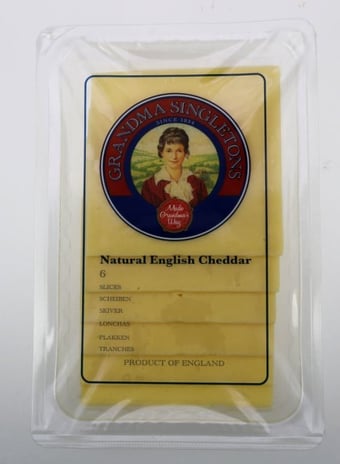 GRANDMA SINGLETONS
SINCE 1934
Made
Grandma's
Way
Natural English Cheddar
6
SLICES
SCHEIBEN
SKIVER
LONCHAS
PLAKKEN
TRANCHES
PRODUCT OF ENGLAND